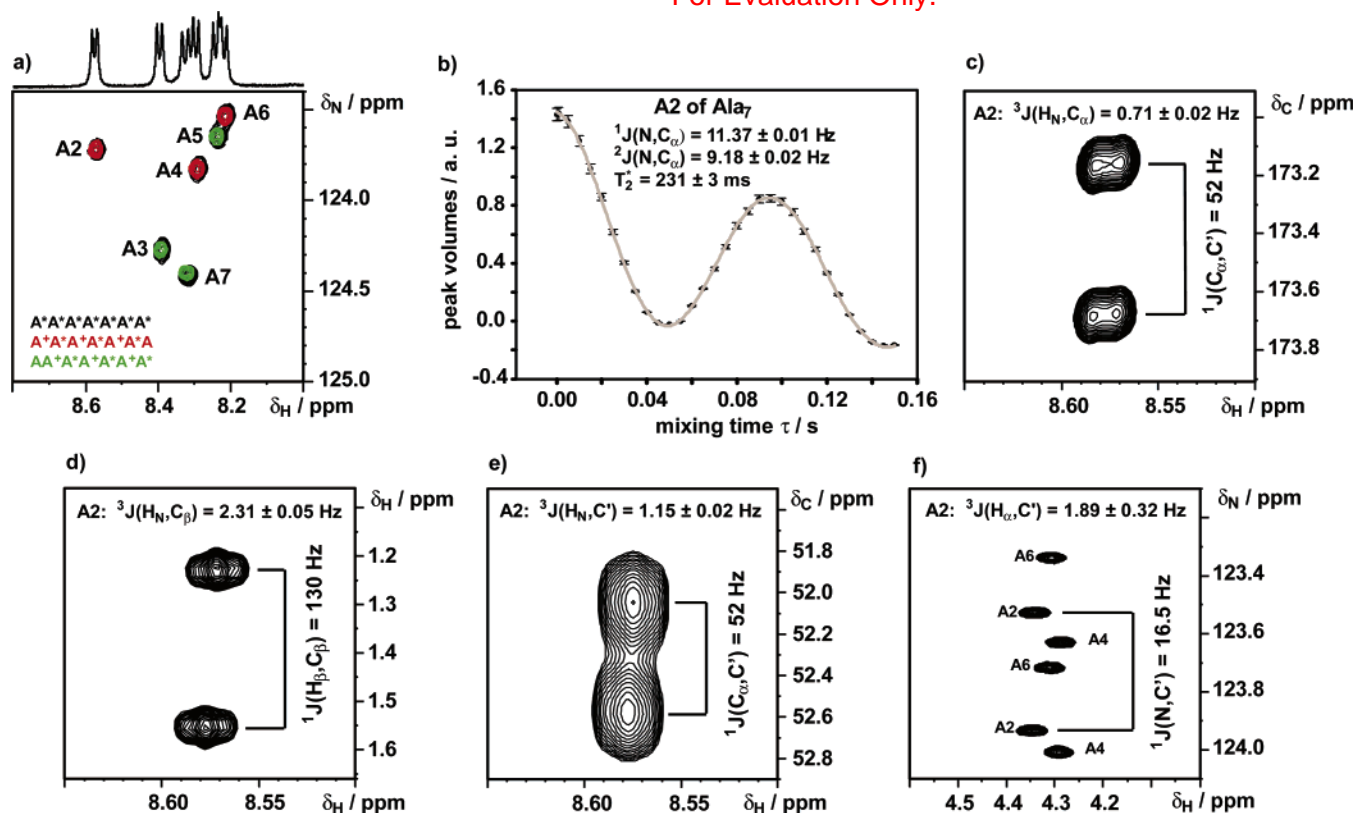 For Evaluation Only.
a)
δN / ppm
A6
A5
A2
A4
A3
A7
A*A*A*A*A*A*A*
A⁺A*A⁺A*A⁺A*A
AA⁺A*A⁺A*A⁺A*
124.0
124.5
125.0
8.6 8.4 8.2
δH / ppm
b)
A2 of Ala₇
¹J(N,Cα) = 11.37 ± 0.01 Hz
²J(N,Cα) = 9.18 ± 0.02 Hz
T₂* = 231 ± 3 ms
peak volumes / a. u.
1.6
1.2
0.8
0.4
0.0
-0.4
0.00 0.04 0.08 0.12 0.16
mixing time τ / s
c)
δC / ppm
A2: ³J(HN,Cα) = 0.71 ± 0.02 Hz
¹J(Cα,C') = 52 Hz
173.2
173.4
173.6
173.8
8.60 8.55 δH / ppm
d)
δH / ppm
A2: ³J(HN,Cβ) = 2.31 ± 0.05 Hz
¹J(Hβ,Cβ) = 130 Hz
1.2
1.3
1.4
1.5
1.6
8.60 8.55 δH / ppm
e)
δC / ppm
A2: ³J(HN,C') = 1.15 ± 0.02 Hz
¹J(Cα,C') = 52 Hz
51.8
52.0
52.2
52.4
52.6
52.8
8.60 8.55 δH / ppm
f)
δN / ppm
A2: ³J(Hα,C') = 1.89 ± 0.32 Hz
A6
A2
A4
A6
A2
A4
¹J(N,C') = 16.5 Hz
123.4
123.6
123.8
124.0
4.5 4.4 4.3 4.2 δH / ppm